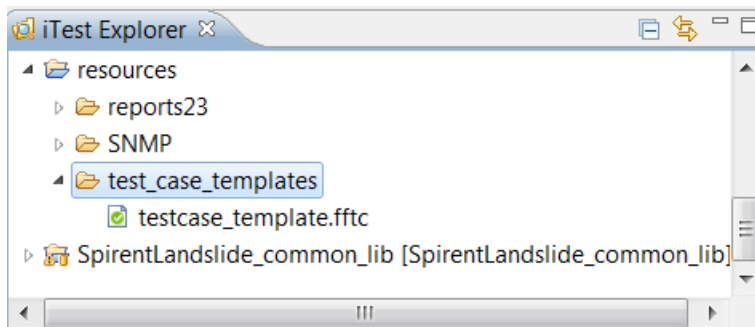 iTest Explorer
resources
reports23
SNMP
test_case_templates
testcase_template.fftc
SpirentLandslide_common_lib [SpirentLandslide_common_lib]